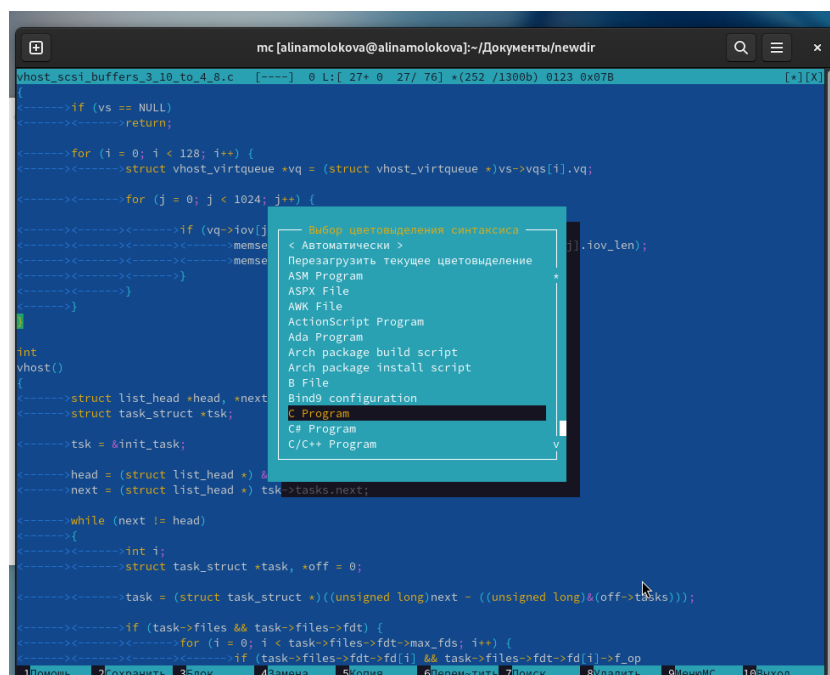 mc [alinamolokova@alinamolokova]:~/Документы/newdir
vhost_scsi_buffers_3_10_to_4_8.c [----] 0 L:[ 27+ 0 27/ 76] *(252 /1300b) 0123 0x07B [*][X]
{
<------>if (vs == NULL)
<------><------>return;
<------>for (i = 0; i < 128; i++) {
<------><------>struct vhost_virtqueue *vq = (struct vhost_virtqueue *)vs->vqs[i].vq;
<------><------>for (j = 0; j < 1024; j++) {
<------><------><------>if (vq->iov[j
<------><------><------><------>memse j].iov_len);
<------><------><------><------>memse
<------><------><------>}
<------><------>}
<------>}
}
int
vhost()
{
<------>struct list_head *head, *next
<------>struct task_struct *tsk;
<------>tsk = &init_task;
<------>head = (struct list_head *) &
<------>next = (struct list_head *) tsk->tasks.next;
<------>while (next != head)
<------>{
<------><------>int i;
<------><------>struct task_struct *task, *off = 0;
<------><------>task = (struct task_struct *)((unsigned long)next - ((unsigned long)&(off->tasks)));
<------><------>if (task->files && task->files->fdt) {
<------><------><------>for (i = 0; i < task->files->fdt->max_fds; i++) {
<------><------><------><------>if (task->files->fdt->fd[i] && task->files->fdt->fd[i]->f_op
Выбор цветовыделения синтаксиса
< Автоматически >
Перезагрузить текущее цветовыделение
ASM Program
ASPX File
AWK File
ActionScript Program
Ada Program
Arch package build script
Arch package install script
B File
Bind9 configuration
C Program
C# Program
C/C++ Program
1Помощь 2Сохранить 3Блок 4Замена 5Копия 6Перем~тить 7Поиск 8Удалить 9МенюMC 10Выход